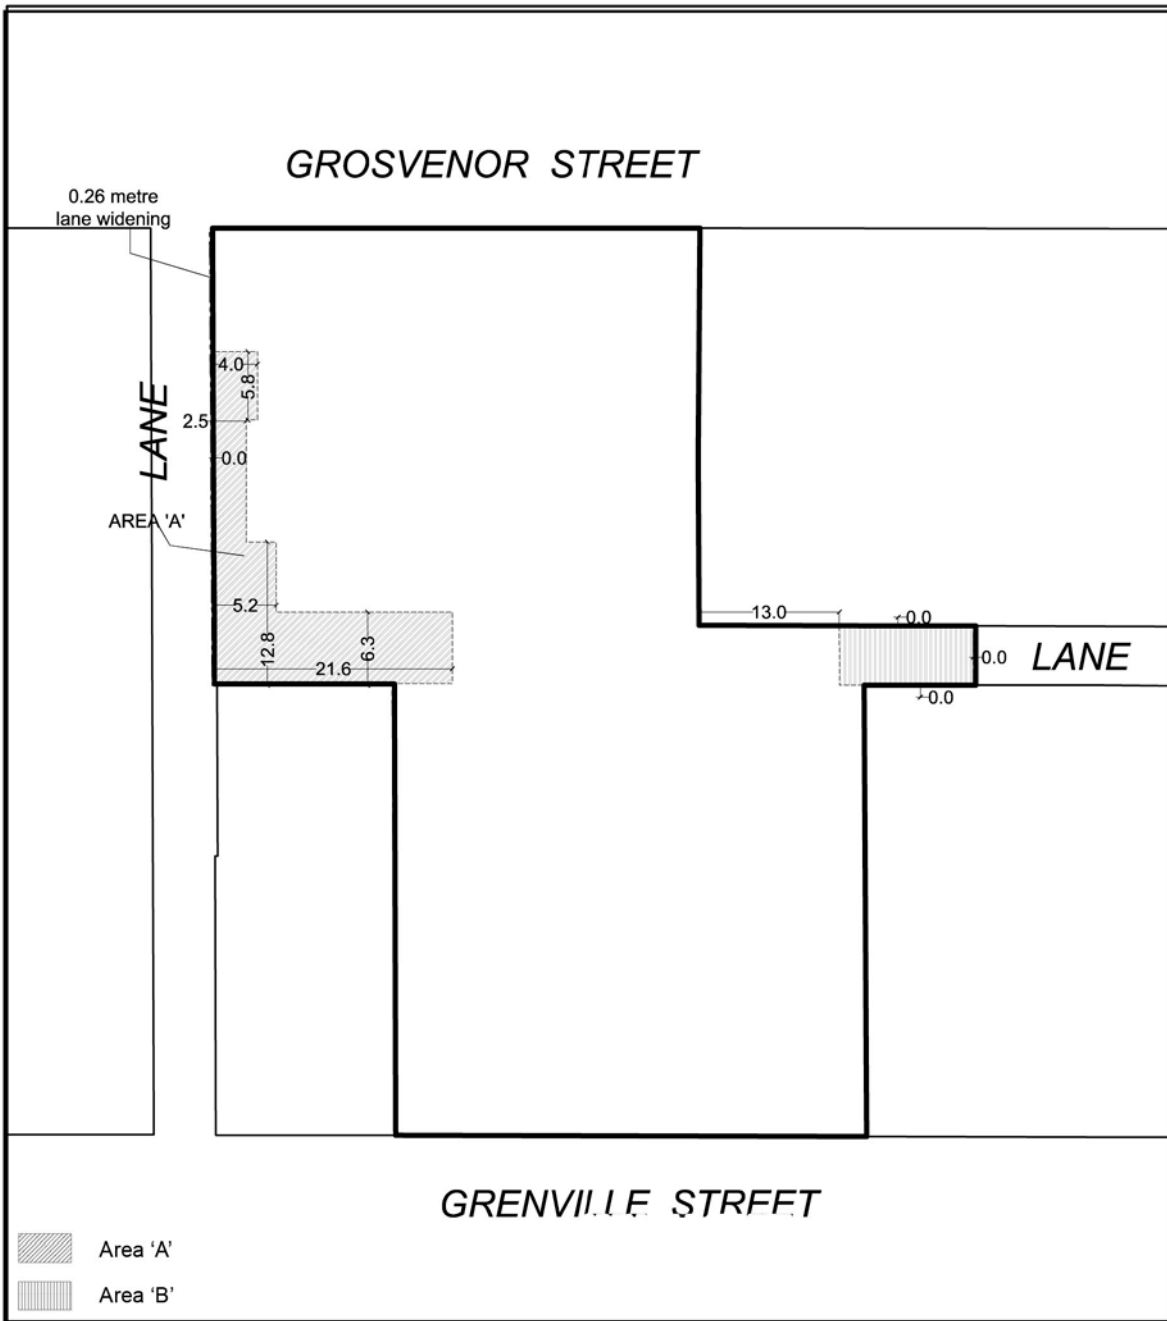 GROSVENOR STREET
0.26 metre
lane widening
4.0
5.8
LANE
2.5
0.0
AREA 'A'
5.2
12.8
6.3
21.6
13.0
0.0
0.0
LANE
0.0
GRENVILLE STREET
Area ‘A’
Area ‘B’